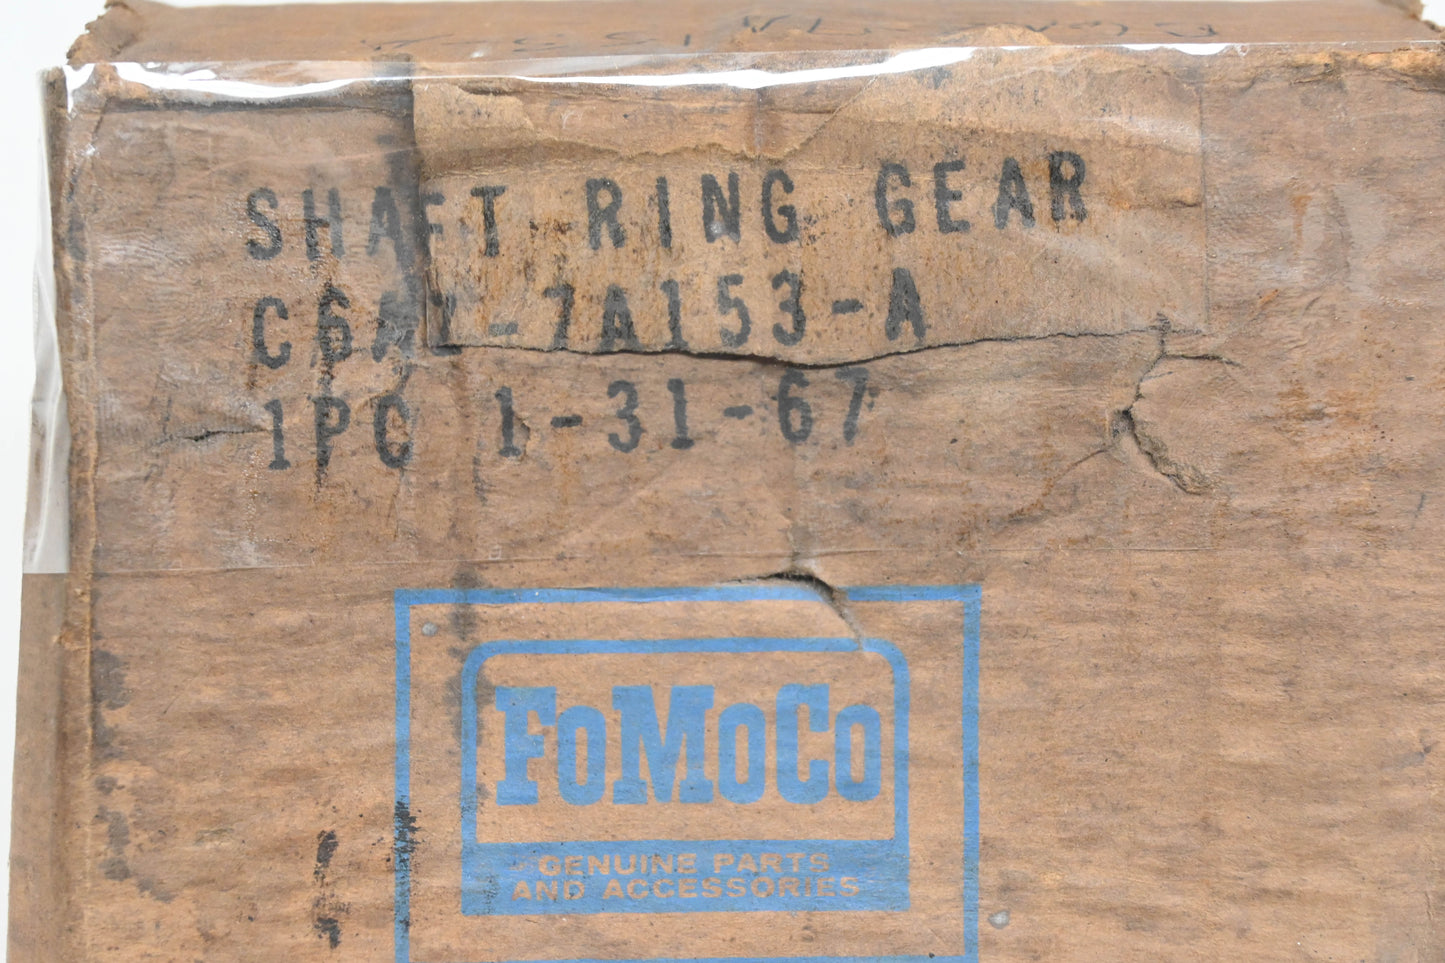 SHAFT RING GEAR
C6AZ-7A153-A
1PC 1-31-67
FoMoCo
GENUINE PARTS
AND ACCESSORIES